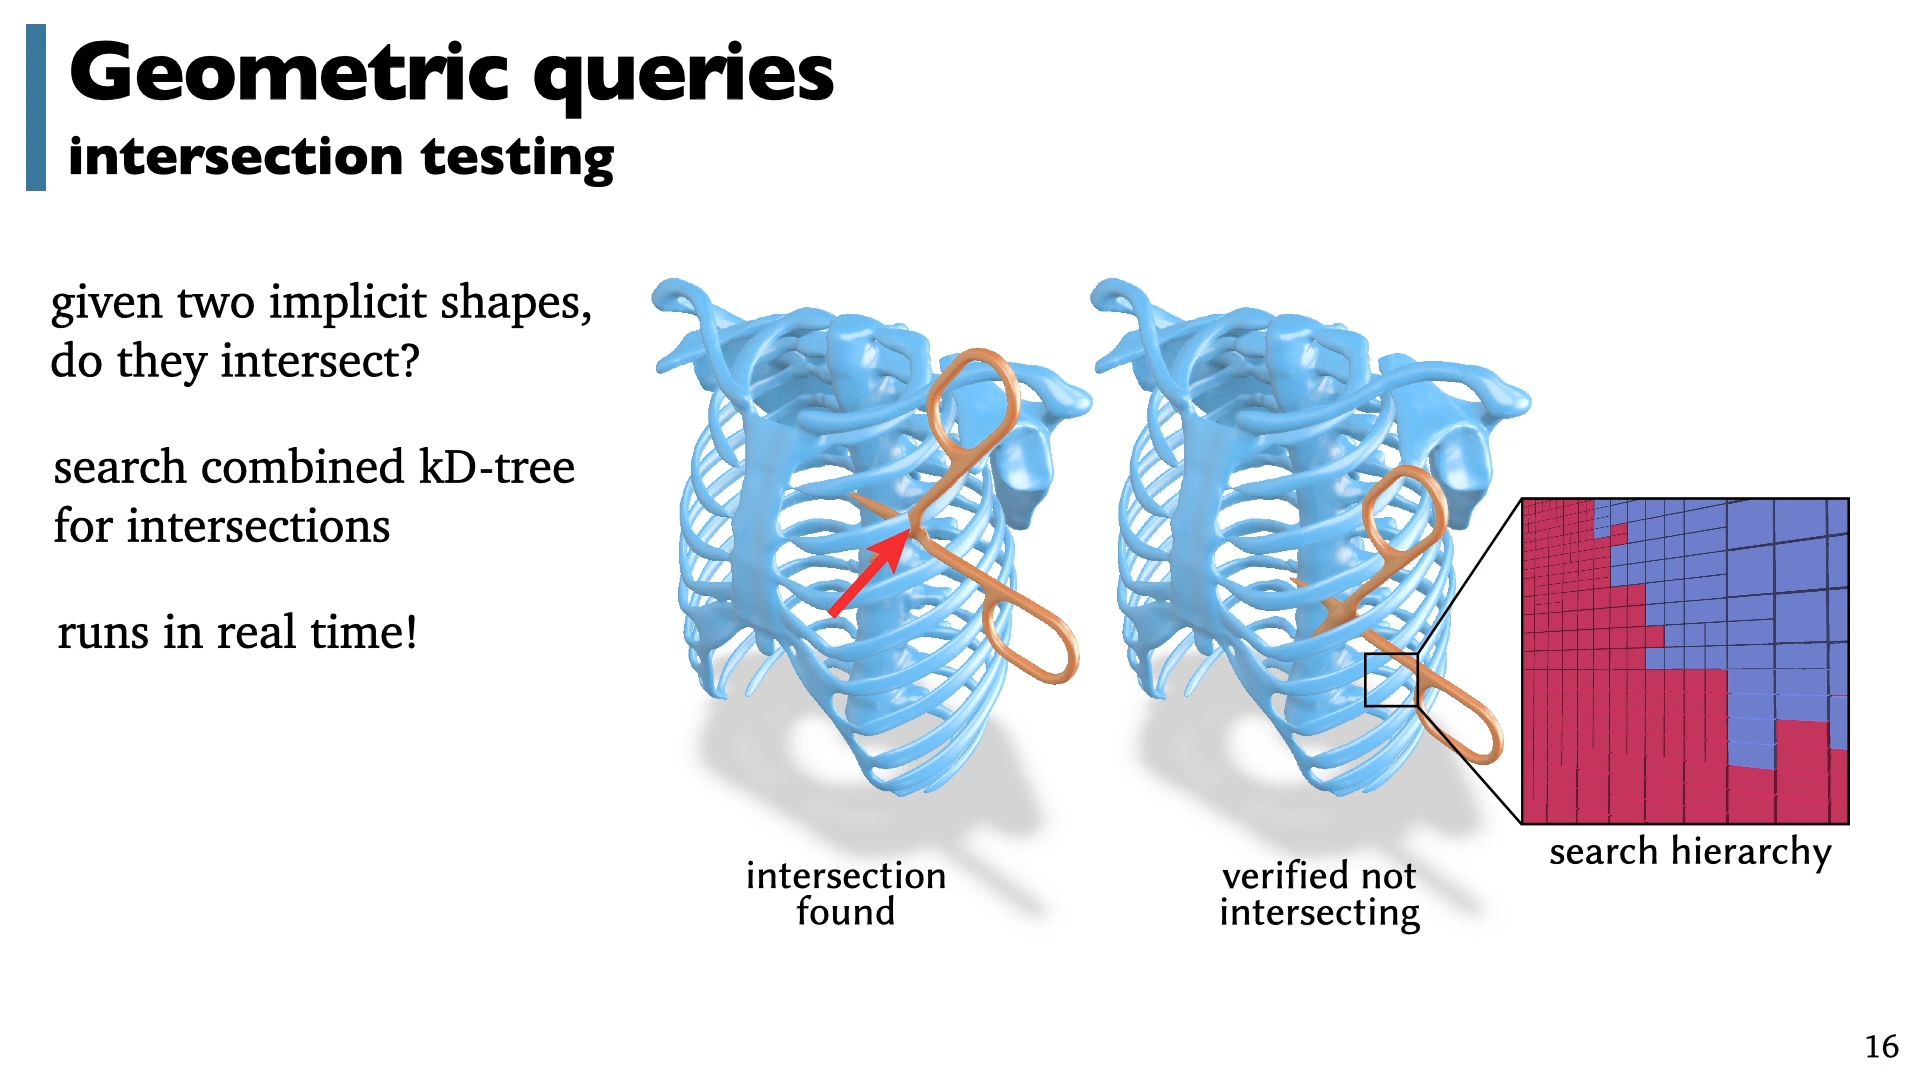 Geometric queries
intersection testing
given two implicit shapes,
do they intersect?
search combined kD-tree
for intersections
runs in real time!
intersection
found
verified not
intersecting
search hierarchy
16